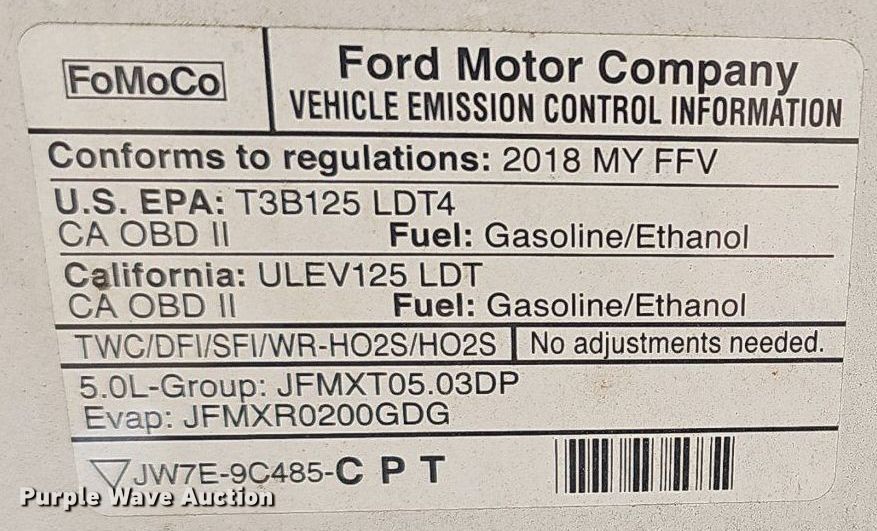 FoMoCo
Ford Motor Company
VEHICLE EMISSION CONTROL INFORMATION
Conforms to regulations: 2018 MY FFV
U.S. EPA: T3B125 LDT4
CA OBD II Fuel: Gasoline/Ethanol
California: ULEV125 LDT
CA OBD II Fuel: Gasoline/Ethanol
TWC/DFI/SFI/WR-HO2S/HO2S No adjustments needed.
5.0L-Group: JFMXT05.03DP
Evap: JFMXR0200GDG
JW7E-9C485-C P T
Purple Wave Auction